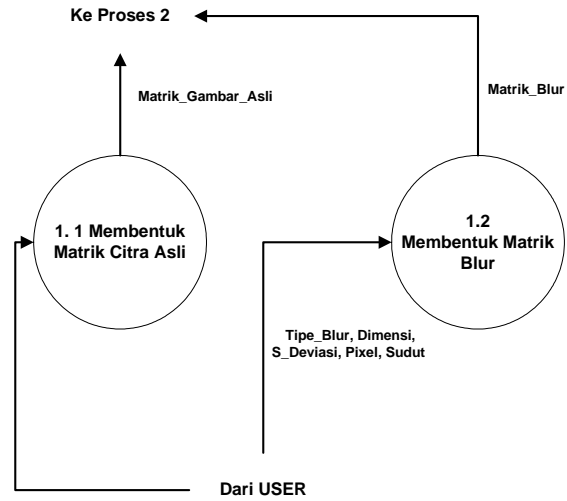 Ke Proses 2
Matrik_Gambar_Asli
Matrik_Blur
1. 1 Membentuk
Matrik Citra Asli
1.2
Membentuk Matrik
Blur
Tipe_Blur, Dimensi,
S_Deviasi, Pixel, Sudut
Dari USER